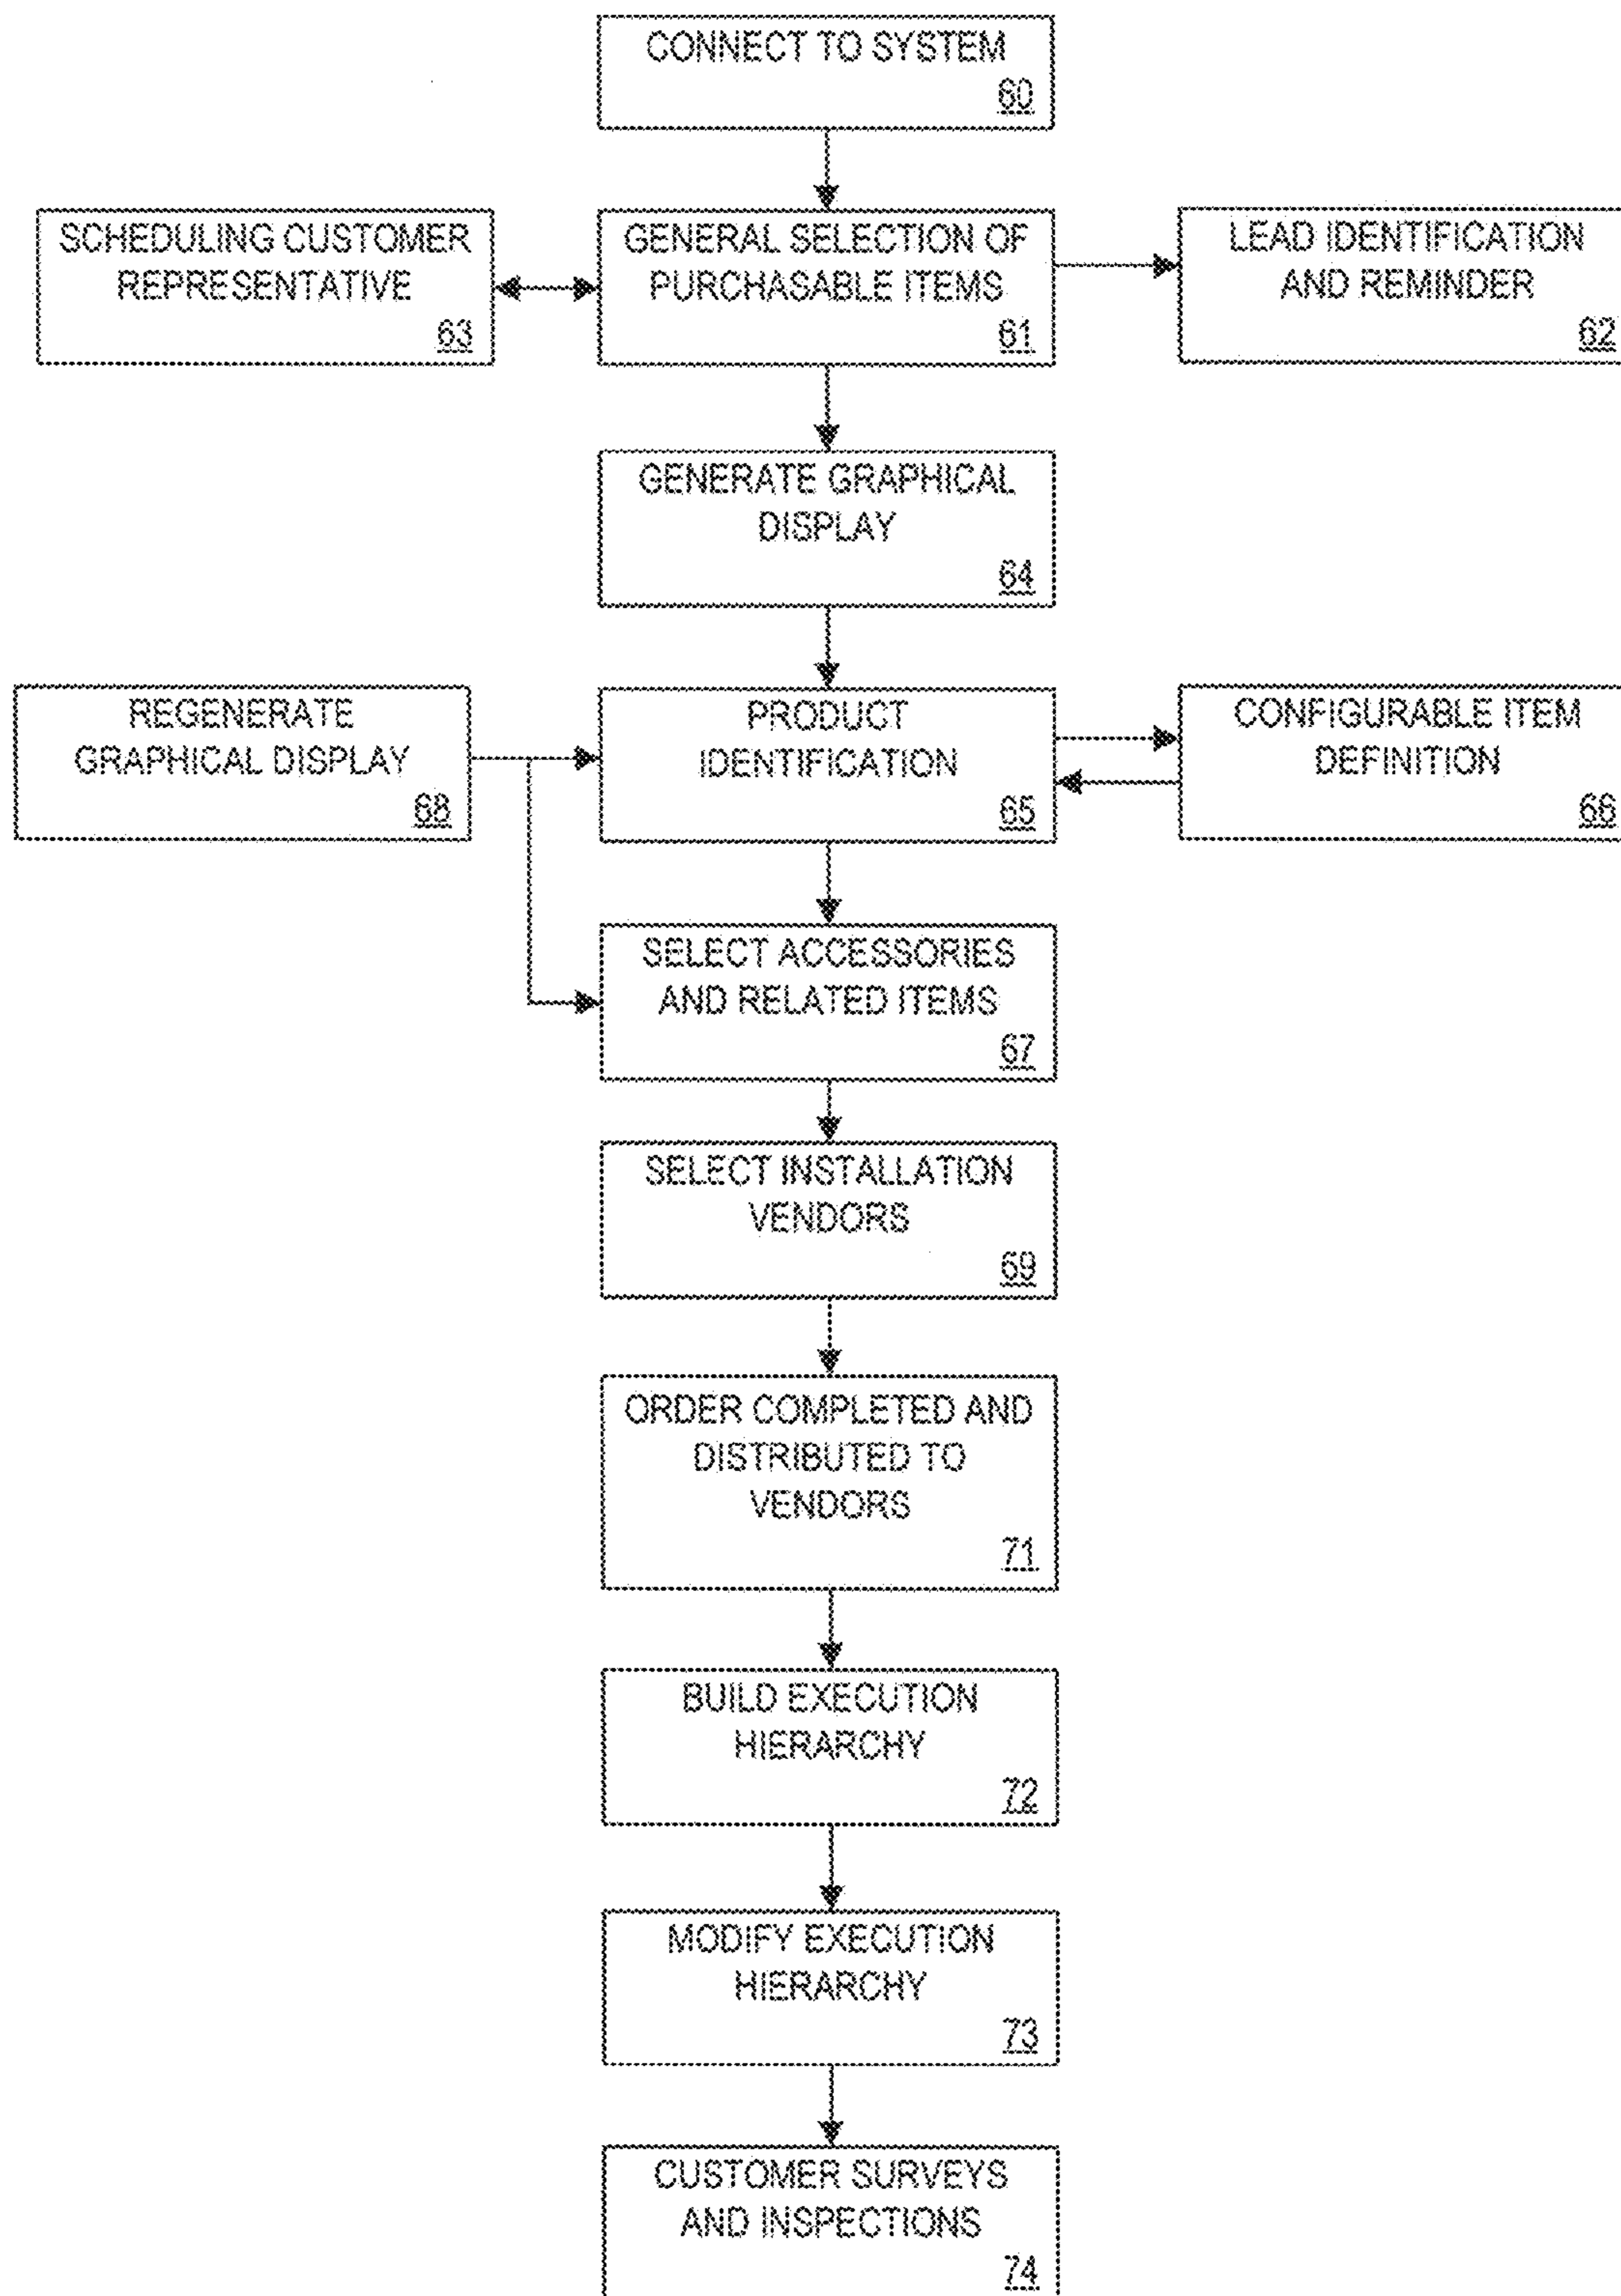 CONNECT TO SYSTEM
60
SCHEDULING CUSTOMER
REPRESENTATIVE
63
GENERAL SELECTION OF
PURCHASABLE ITEMS
61
LEAD IDENTIFICATION
AND REMINDER
62
GENERATE GRAPHICAL
DISPLAY
64
REGENERATE
GRAPHICAL DISPLAY
68
PRODUCT
IDENTIFICATION
65
CONFIGURABLE ITEM
DEFINITION
66
SELECT ACCESSORIES
AND RELATED ITEMS
67
SELECT INSTALLATION
VENDORS
69
ORDER COMPLETED AND
DISTRIBUTED TO
VENDORS
71
BUILD EXECUTION
HIERARCHY
72
MODIFY EXECUTION
HIERARCHY
73
CUSTOMER SURVEYS
AND INSPECTIONS
74